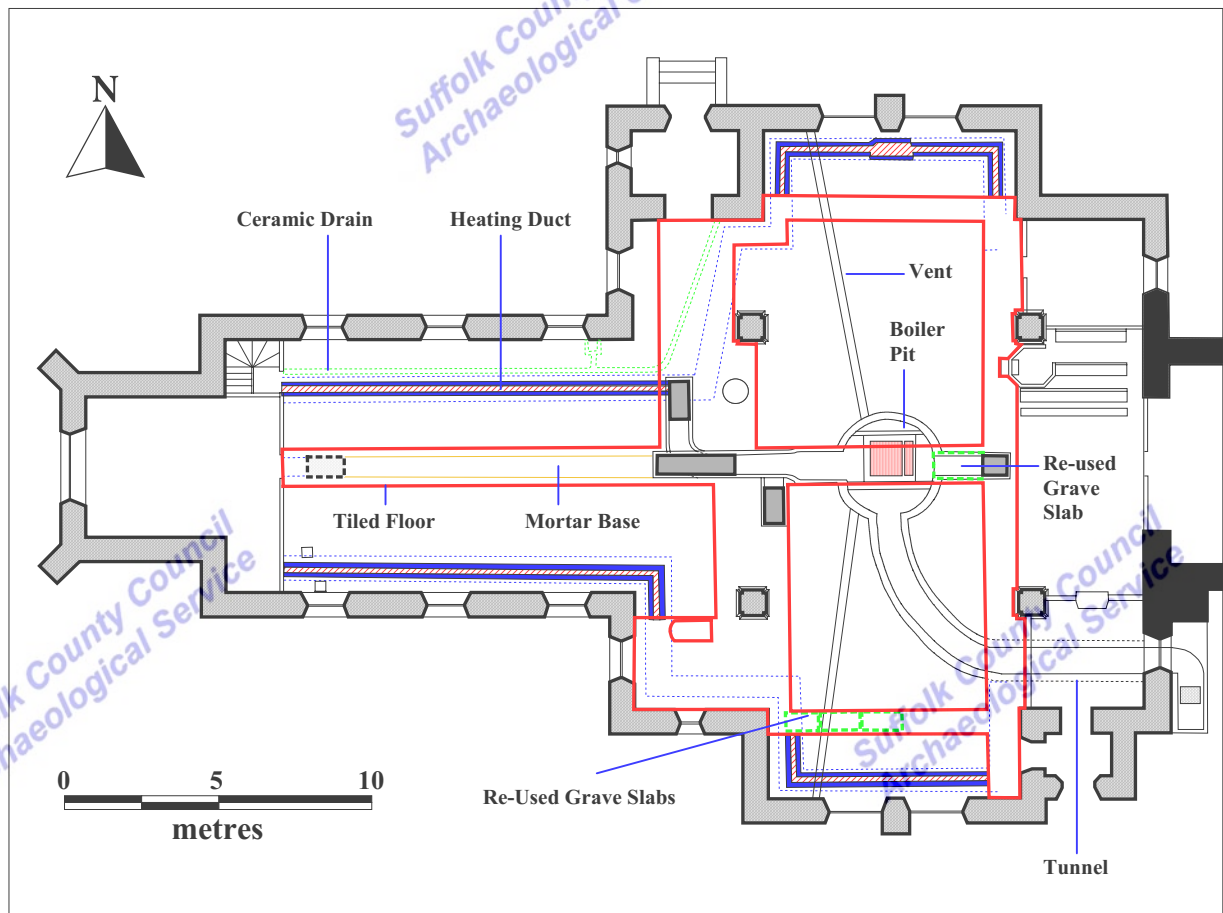 Suffolk County Council
Archaeological Service
N
Ceramic Drain
Heating Duct
Vent
Boiler
Pit
Re-used
Grave
Slab
Tiled Floor
Mortar Base
Suffolk County Council
Archaeological Service
Suffolk County Council
Archaeological Service
0 5 10
metres
Re-Used Grave Slabs
Tunnel